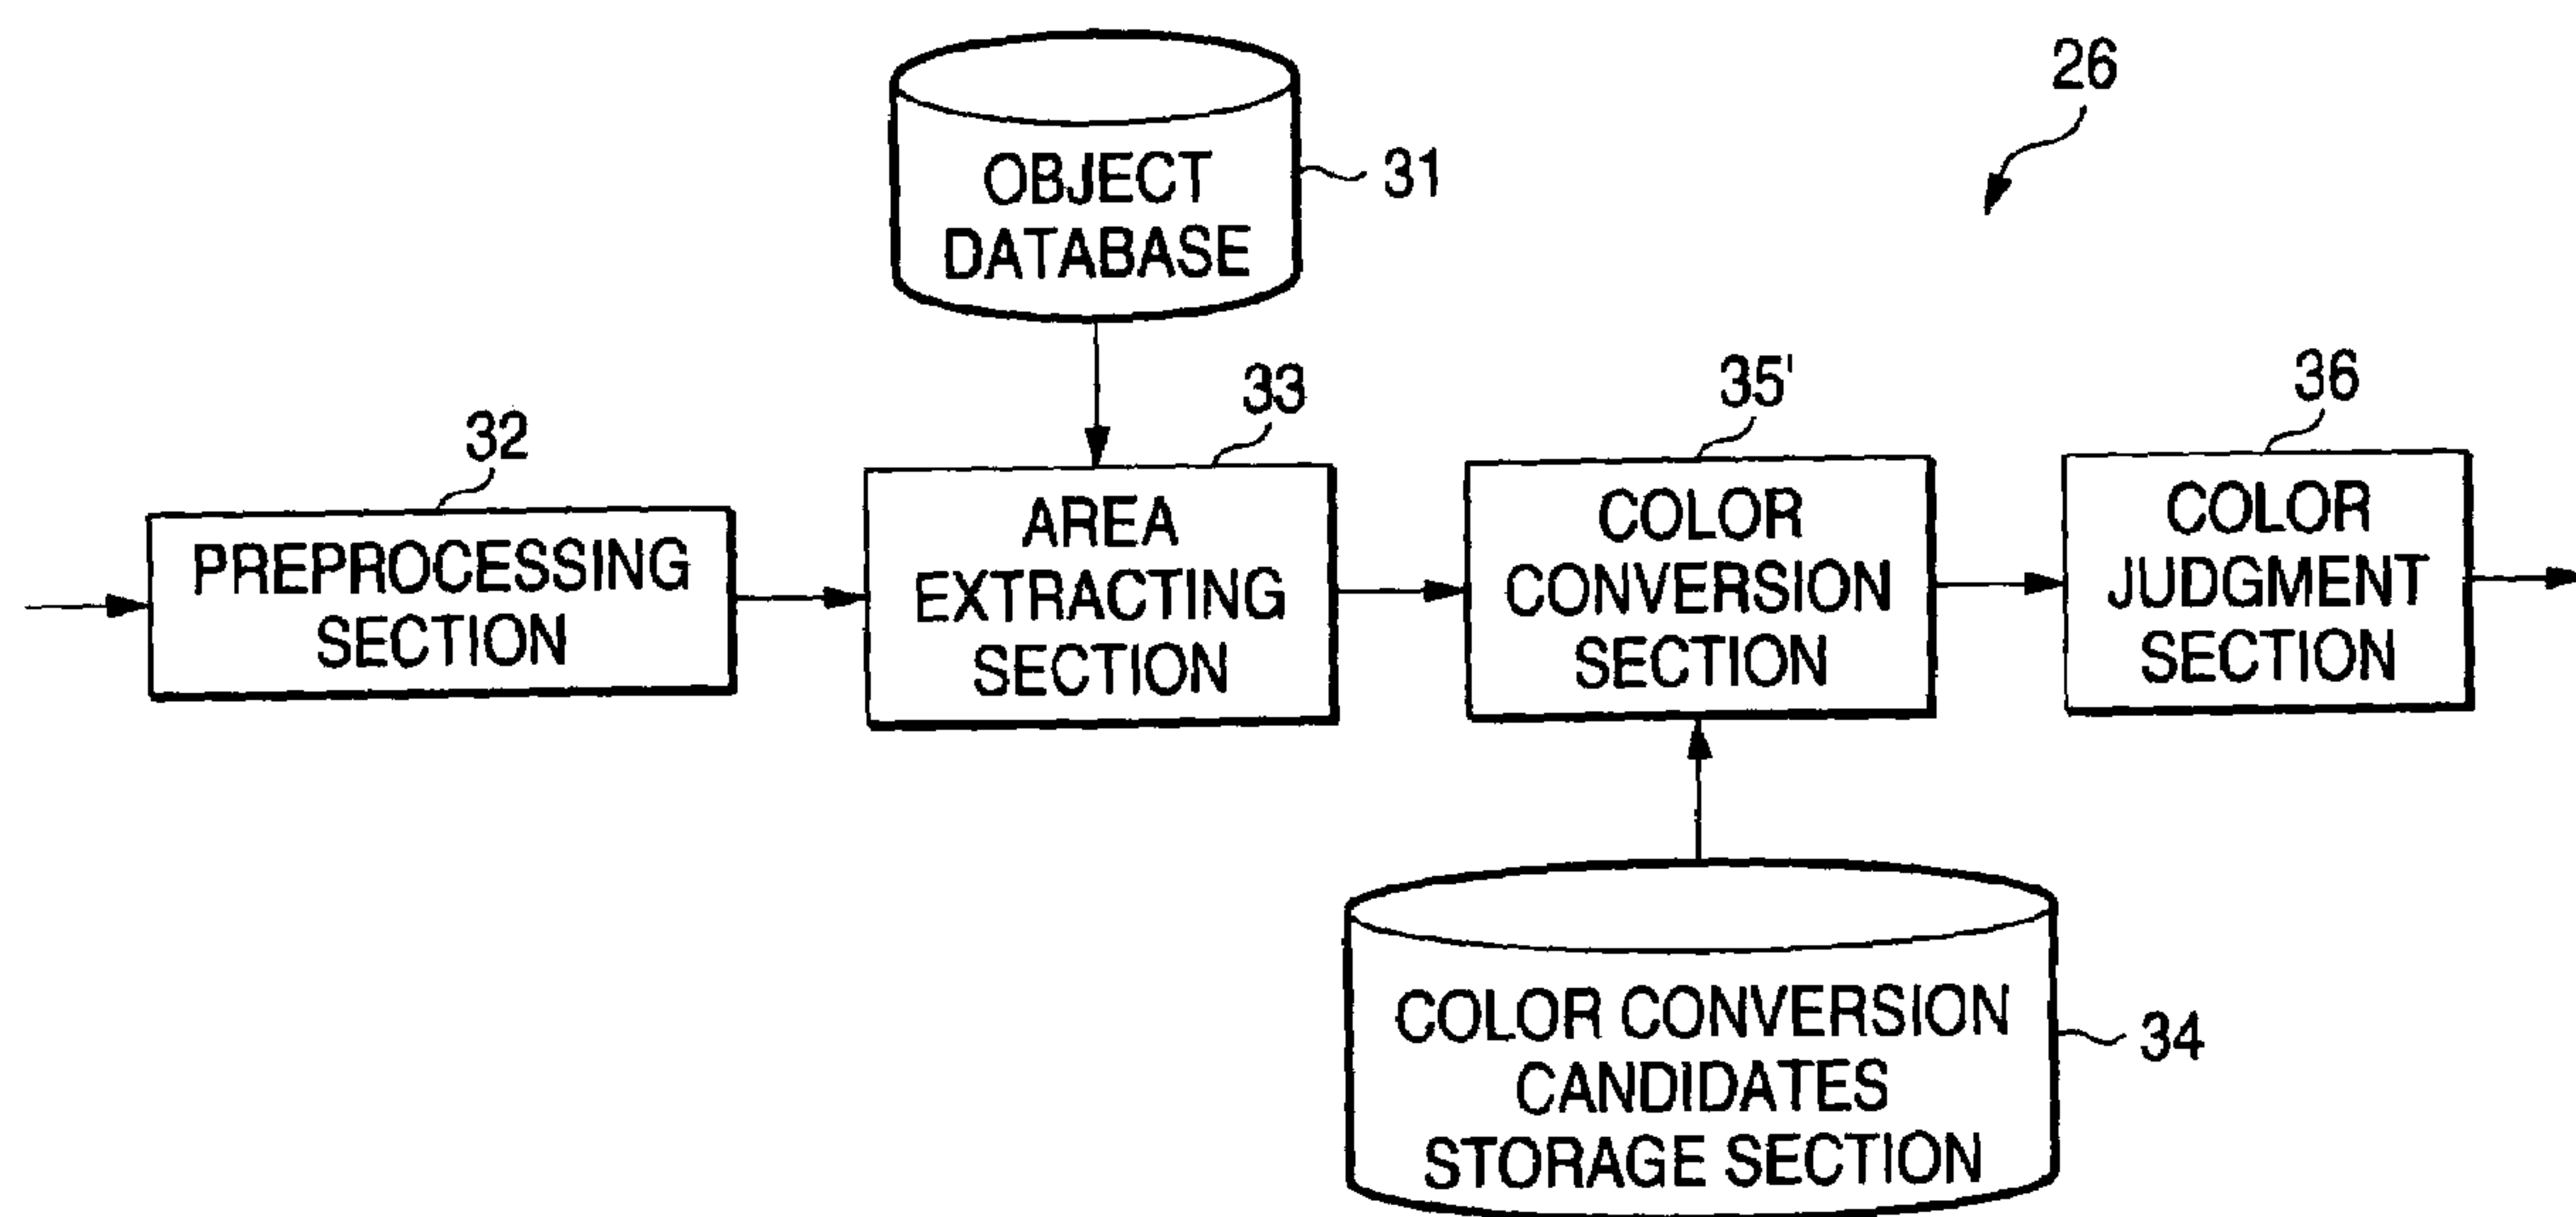 26
OBJECT
DATABASE
31
32
PREPROCESSING
SECTION
33
AREA
EXTRACTING
SECTION
35'
COLOR
CONVERSION
SECTION
36
COLOR
JUDGMENT
SECTION
COLOR CONVERSION
CANDIDATES
STORAGE SECTION
34